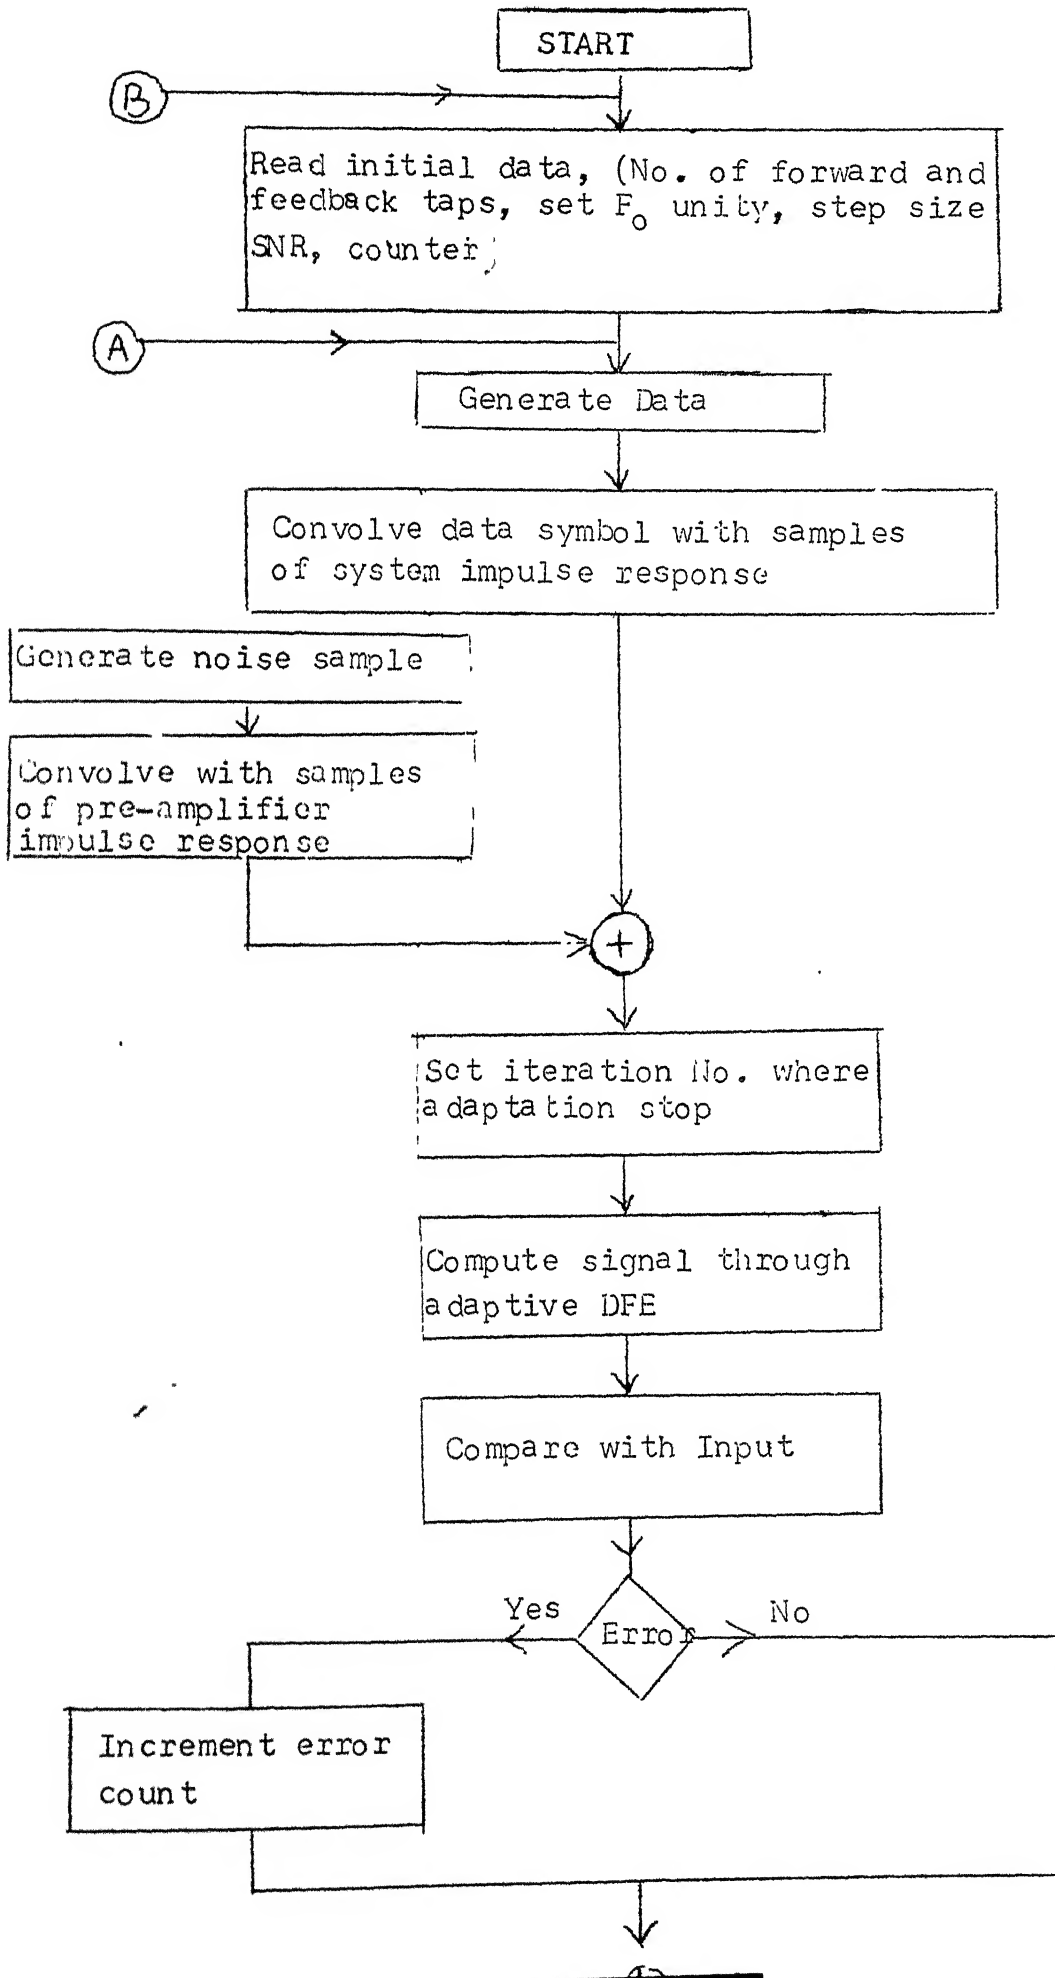 START
B
Read initial data, (No. of forward and
feedback taps, set F₀ unity, step size
SNR, counter)
A
Generate Data
Convolve data symbol with samples
of system impulse response
Generate noise sample
Convolve with samples
of pre-amplifier
impulse response
+
Set iteration No. where
adaptation stop
Compute signal through
adaptive DFE
Compare with Input
Yes
Error
No
Increment error
count